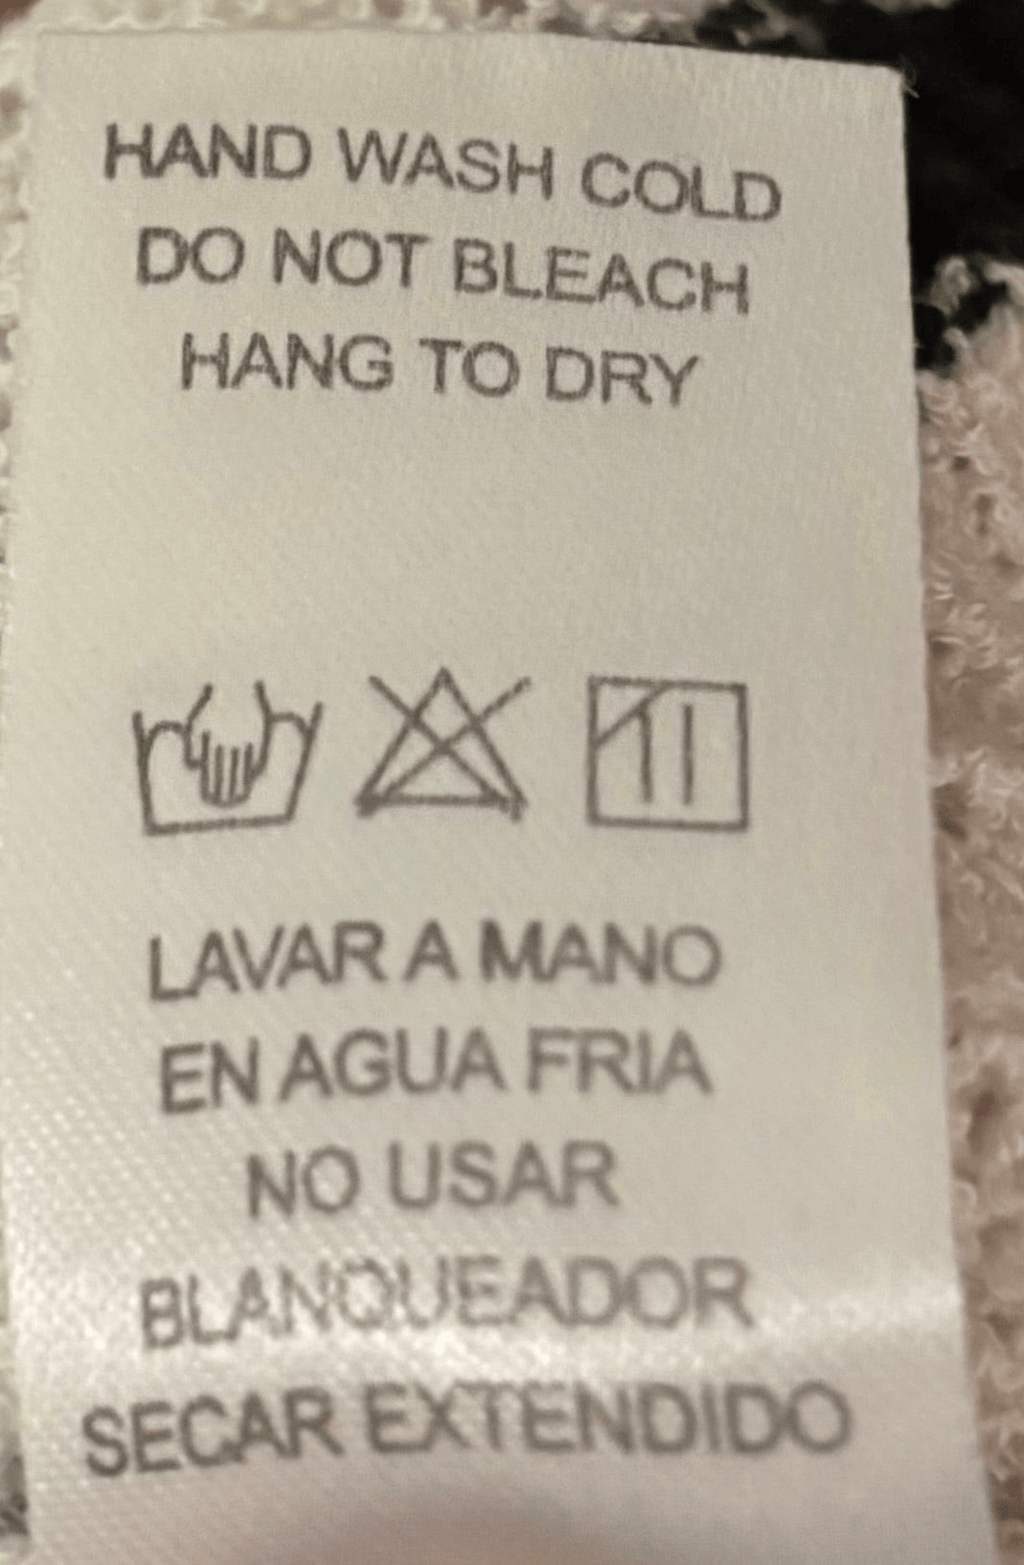 HAND WASH COLD
DO NOT BLEACH
HANG TO DRY
LAVAR A MANO
EN AGUA FRIA
NO USAR
BLANQUEADOR
SECAR EXTENDIDO